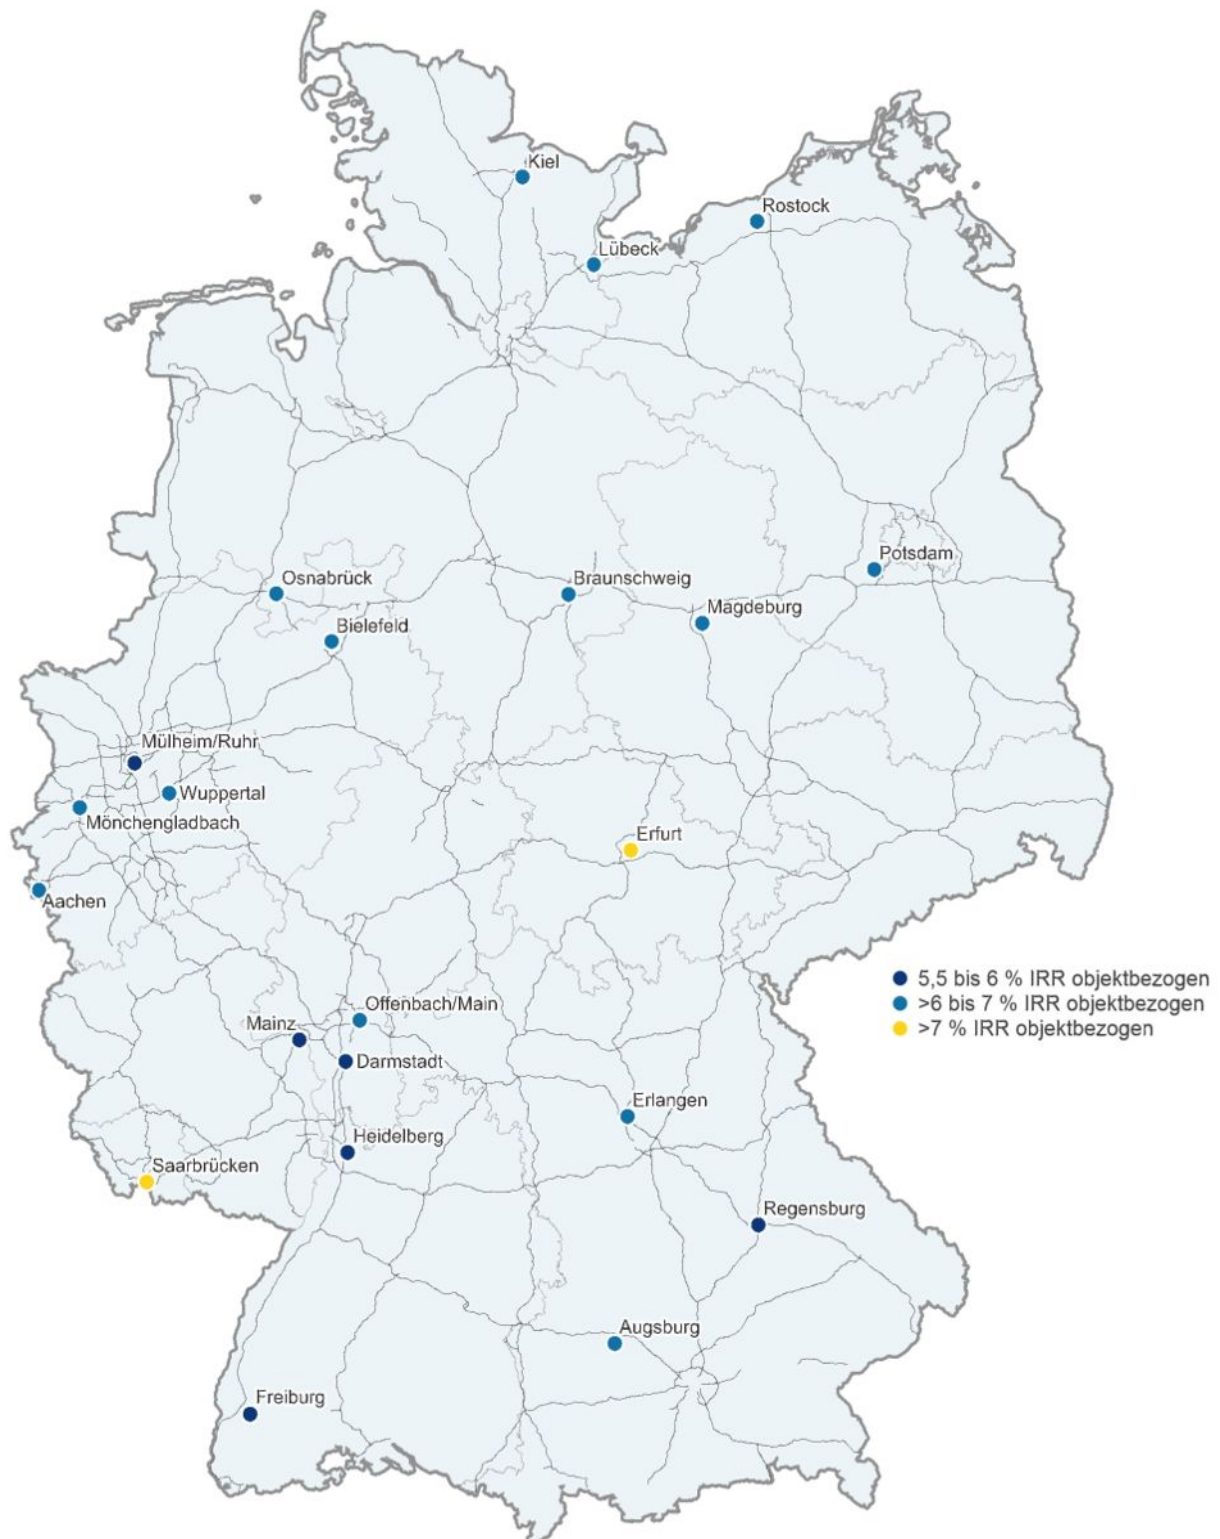 Kiel
Rostock
Lübeck
Potsdam
Osnabrück
Braunschweig
Magdeburg
Bielefeld
Mülheim/Ruhr
Wuppertal
Mönchengladbach
Erfurt
Aachen
5,5 bis 6 % IRR objektbezogen
>6 bis 7 % IRR objektbezogen
>7 % IRR objektbezogen
Offenbach/Main
Mainz
Darmstadt
Erlangen
Heidelberg
Saarbrücken
Regensburg
Augsburg
Freiburg